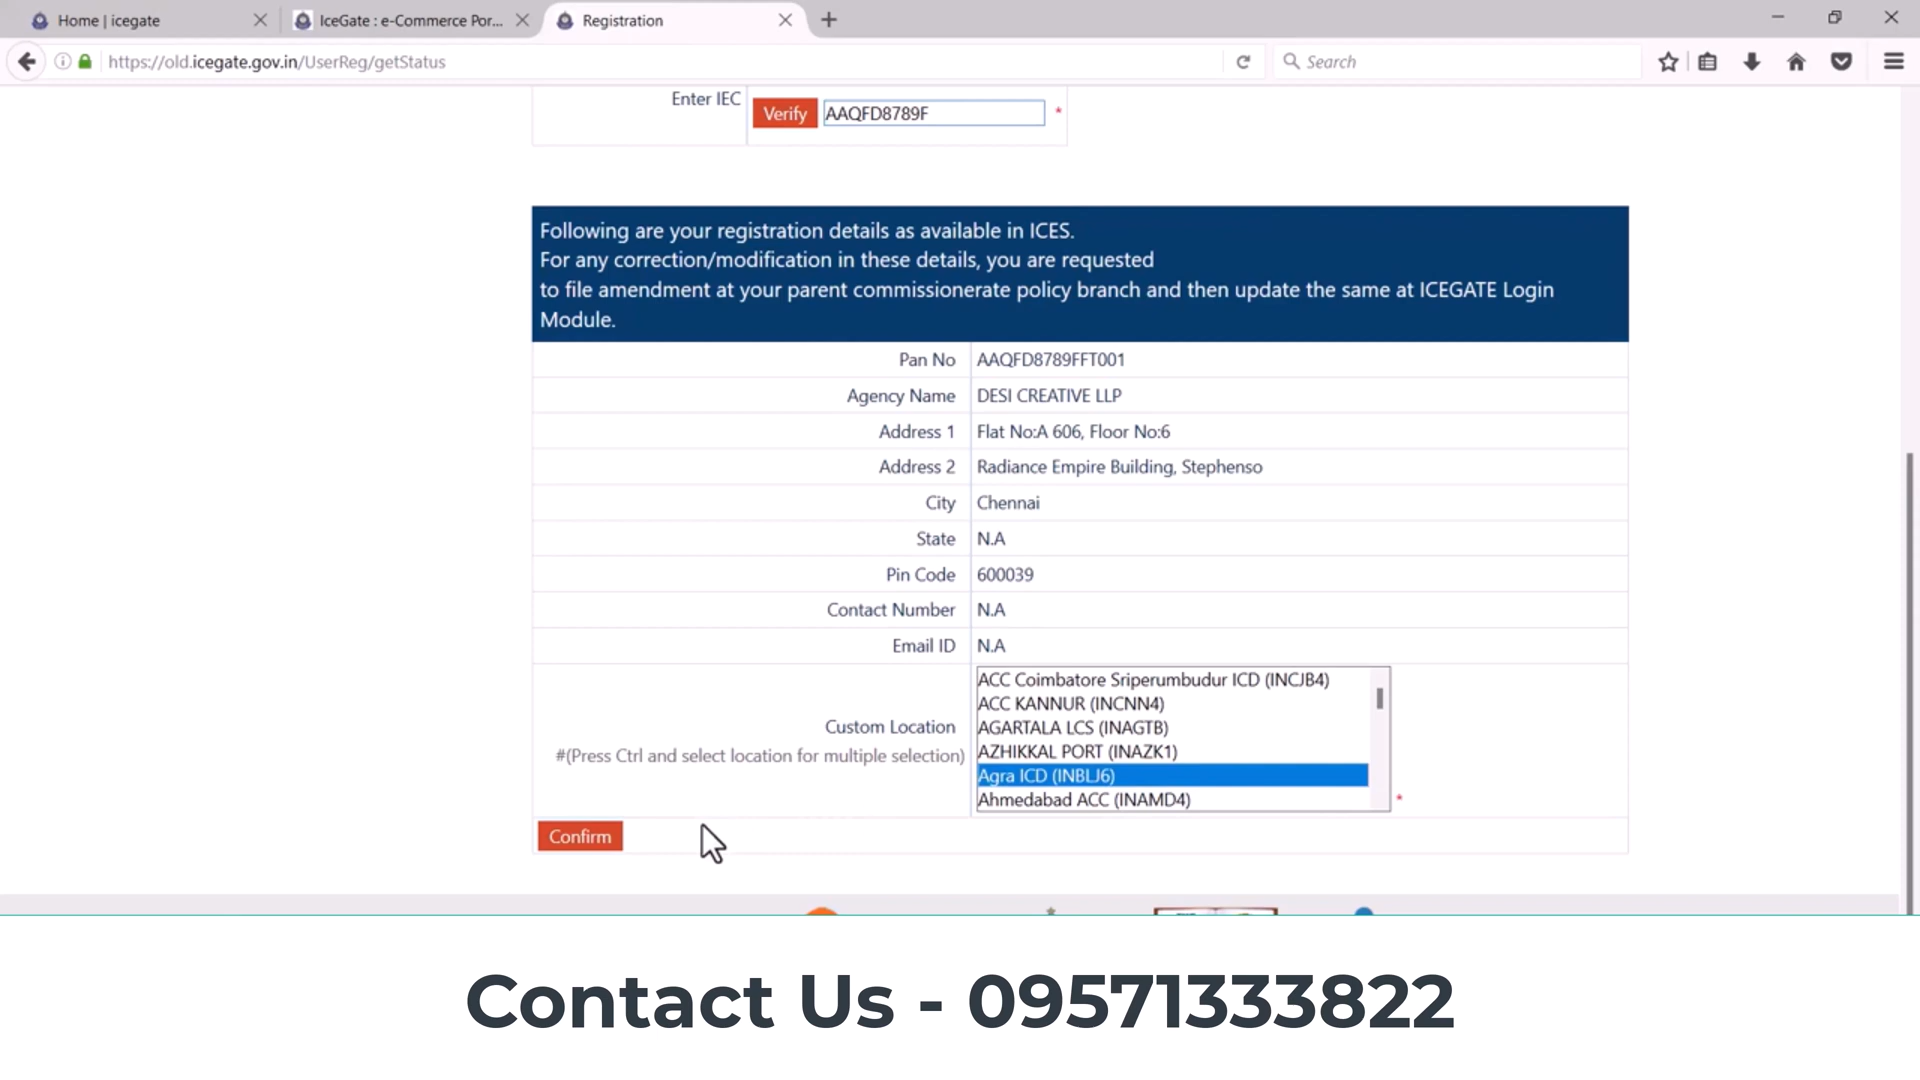 Home | icegate
IceGate : e-Commerce Por...
Registration
https://old.icegate.gov.in/UserReg/getStatus
Search
Enter IEC
Verify
AAQFD8789F
*
Following are your registration details as available in ICES.
For any correction/modification in these details, you are requested
to file amendment at your parent commissionerate policy branch and then update the same at ICEGATE Login
Module.
Pan No AAQFD8789FFT001
Agency Name DESI CREATIVE LLP
Address 1 Flat No:A 606, Floor No:6
Address 2 Radiance Empire Building, Stephenso
City Chennai
State N.A
Pin Code 600039
Contact Number N.A
Email ID N.A
Custom Location
#(Press Ctrl and select location for multiple selection)
ACC Coimbatore Sriperumbudur ICD (INCJB4)
ACC KANNUR (INCNN4)
AGARTALA LCS (INAGTB)
AZHIKKAL PORT (INAZK1)
Agra ICD (INBLJ6)
Ahmedabad ACC (INAMD4)
*
Confirm
Contact Us - 09571333822